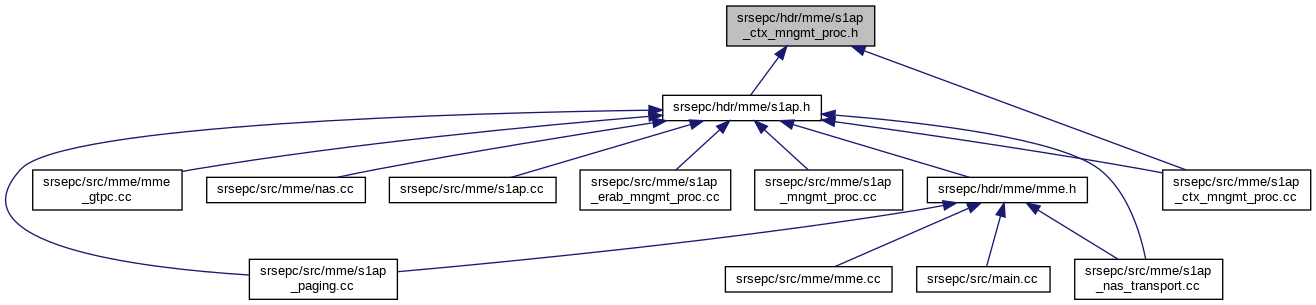 srsepc/hdr/mme/s1ap
_ctx_mngmt_proc.h
srsepc/hdr/mme/s1ap.h
srsepc/src/mme/mme
_gtpc.cc
srsepc/src/mme/nas.cc
srsepc/src/mme/s1ap.cc
srsepc/src/mme/s1ap
_erab_mngmt_proc.cc
srsepc/src/mme/s1ap
_mngmt_proc.cc
srsepc/hdr/mme/mme.h
srsepc/src/mme/s1ap
_ctx_mngmt_proc.cc
srsepc/src/mme/s1ap
_paging.cc
srsepc/src/mme/mme.cc
srsepc/src/main.cc
srsepc/src/mme/s1ap
_nas_transport.cc